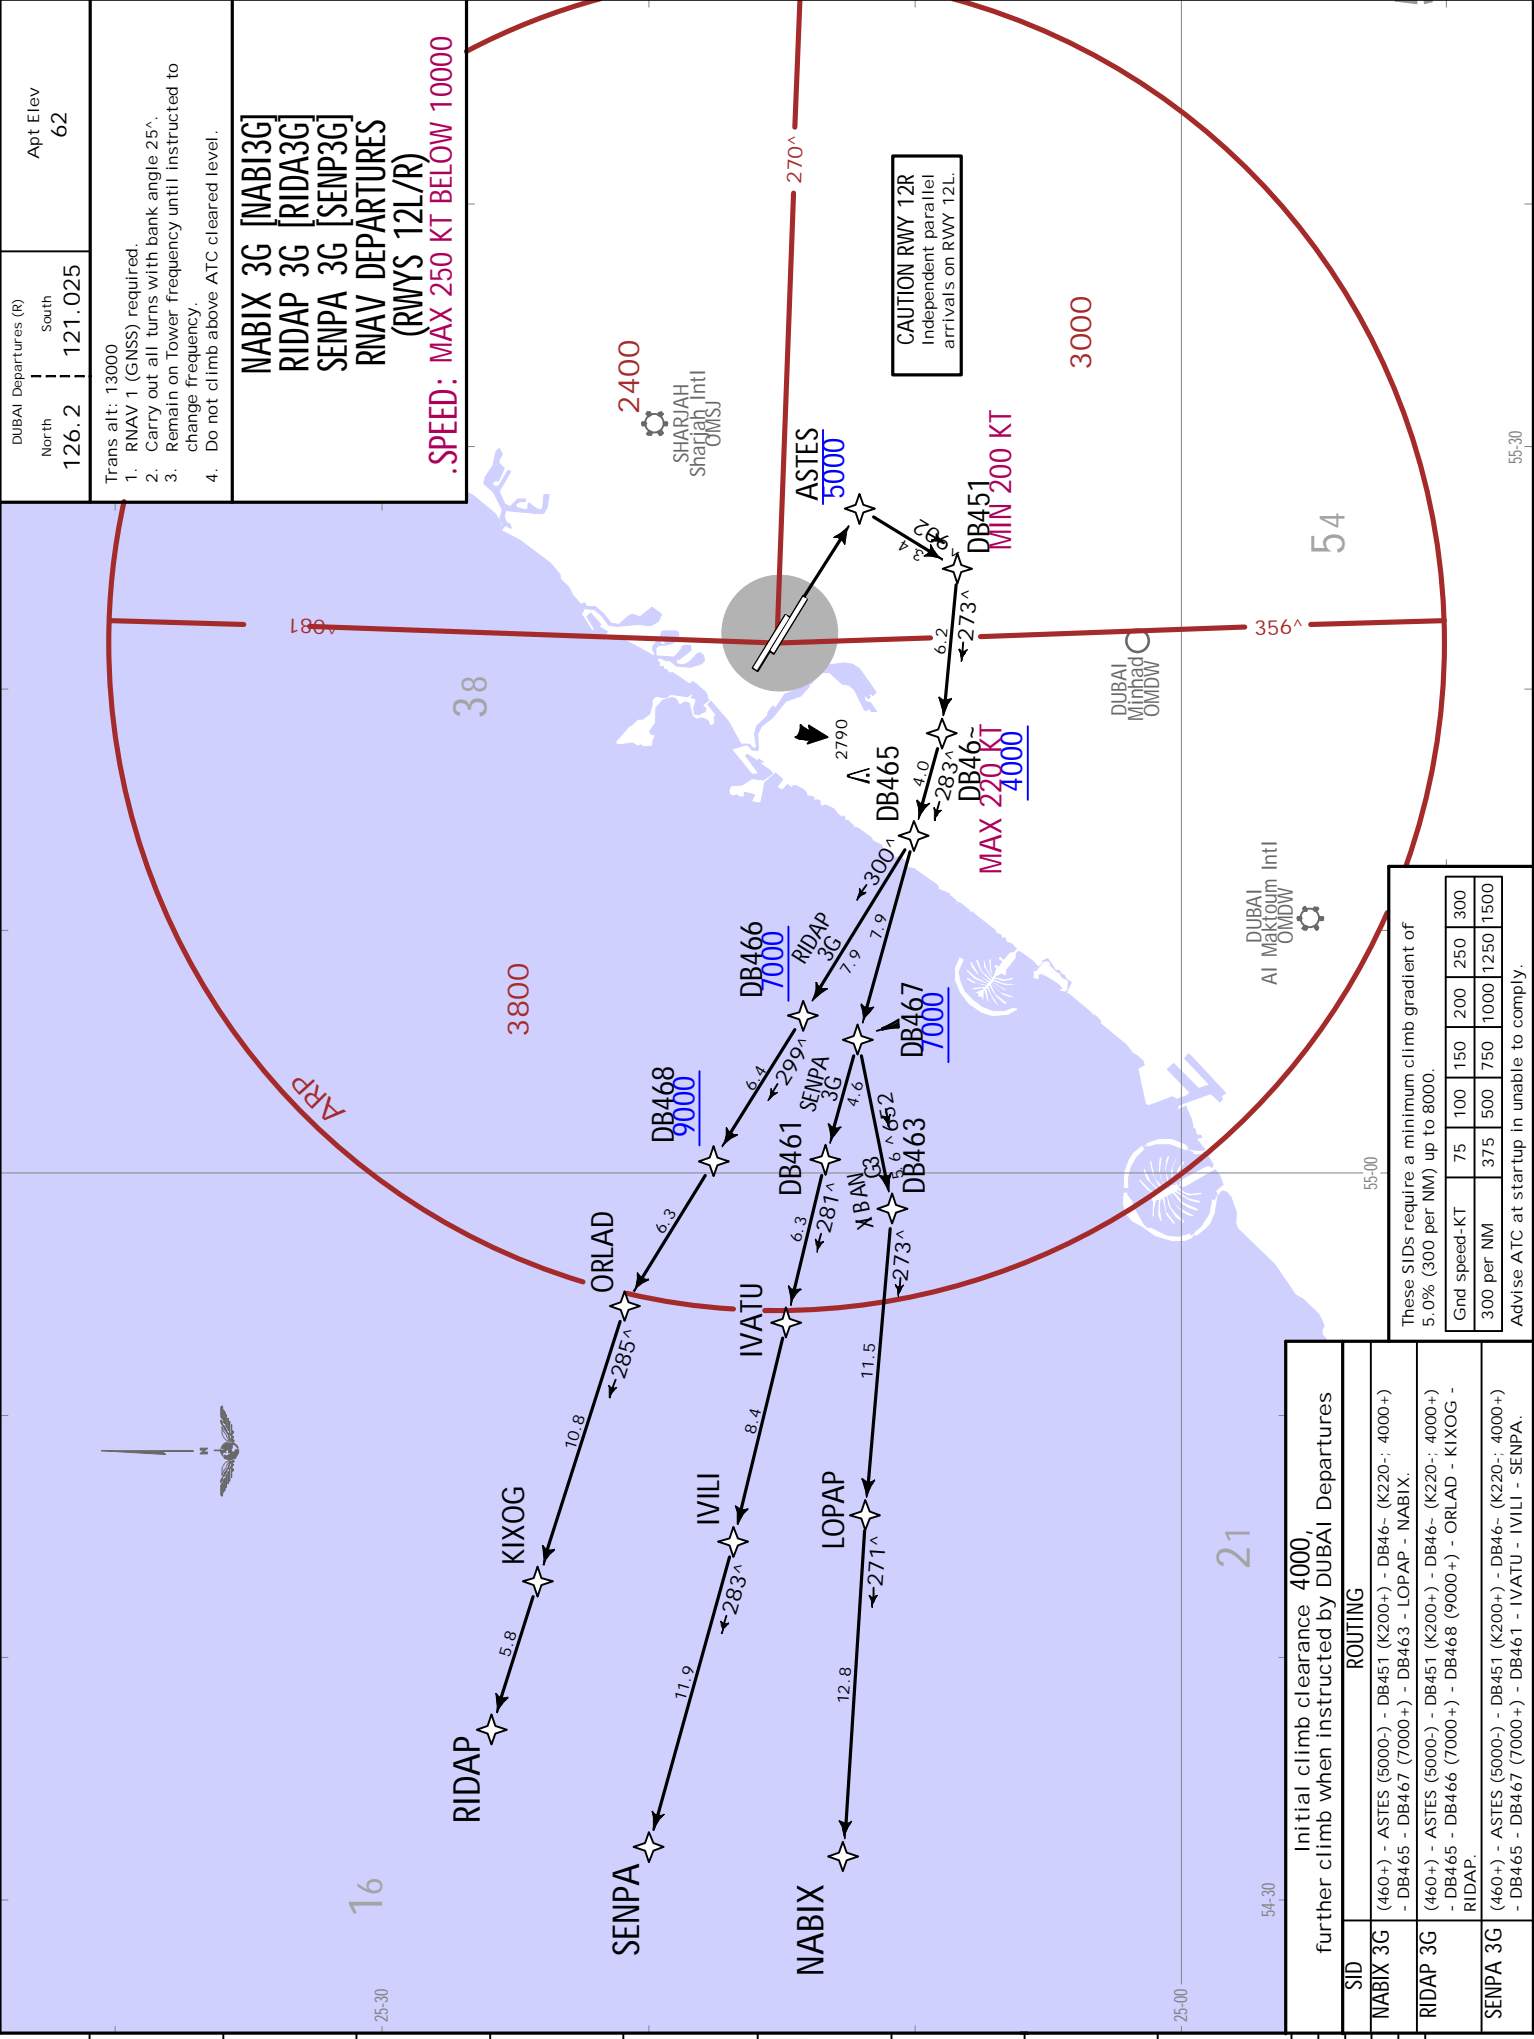 DUBAI Departures (R)
North
South
126.2
121.025
Apt Elev
62
Trans alt: 13000
1. RNAV 1 (GNSS) required.
2. Carry out all turns with bank angle 25^.
3. Remain on Tower frequency until instructed to
change frequency.
4. Do not climb above ATC cleared level.
NABIX 3G [NABI3G]
RIDAP 3G [RIDA3G]
SENPA 3G [SENP3G]
RNAV DEPARTURES
(RWYS 12L/R)
.SPEED: MAX 250 KT BELOW 10000
CAUTION RWY 12R
Independent parallel
arrivals on RWY 12L.
270^
181^
356^
2400
3000
3800
ARP
SHARJAH
Sharjah Intl
OMSJ
DUBAI
Minhad
OMDW
DUBAI
Al Maktoum Intl
OMDW
38
54
16
21
2790
ASTES
5000
3.4
DB451
MIN 200 KT
6.2
273^
DB46~
MAX 220 KT
4000
4.0
283^
DB465
300^
RIDAP
3G
7.9
7.9
DB466
7000
DB467
7000
299^
6.4
SENPA
3G
4.6
5.6
DB468
9000
DB461
DB463
6.3
281^
6.3
273^
ORLAD
285^
IVATU
11.5
10.8
8.4
KIXOG
IVILI
LOPAP
283^
271^
5.8
11.9
12.8
RIDAP
SENPA
NABIX
N
25-30
25-00
55-30
55-00
54-30
These SIDs require a minimum climb gradient of
5.0% (300 per NM) up to 8000.
Gnd speed-KT 75 100 150 200 250 300
300 per NM 375 500 750 1000 1250 1500
Advise ATC at startup in unable to comply.
Initial climb clearance 4000,
further climb when instructed by DUBAI Departures
SID ROUTING
NABIX 3G (460+) - ASTES (5000-) - DB451 (K200+) - DB46~ (K220-; 4000+)
- DB465 - DB467 (7000+) - DB463 - LOPAP - NABIX.
RIDAP 3G (460+) - ASTES (5000-) - DB451 (K200+) - DB46~ (K220-; 4000+)
- DB465 - DB466 (7000+) - DB468 (9000+) - ORLAD - KIXOG -
RIDAP.
SENPA 3G (460+) - ASTES (5000-) - DB451 (K200+) - DB46~ (K220-; 4000+)
- DB465 - DB467 (7000+) - DB461 - IVATU - IVILI - SENPA.